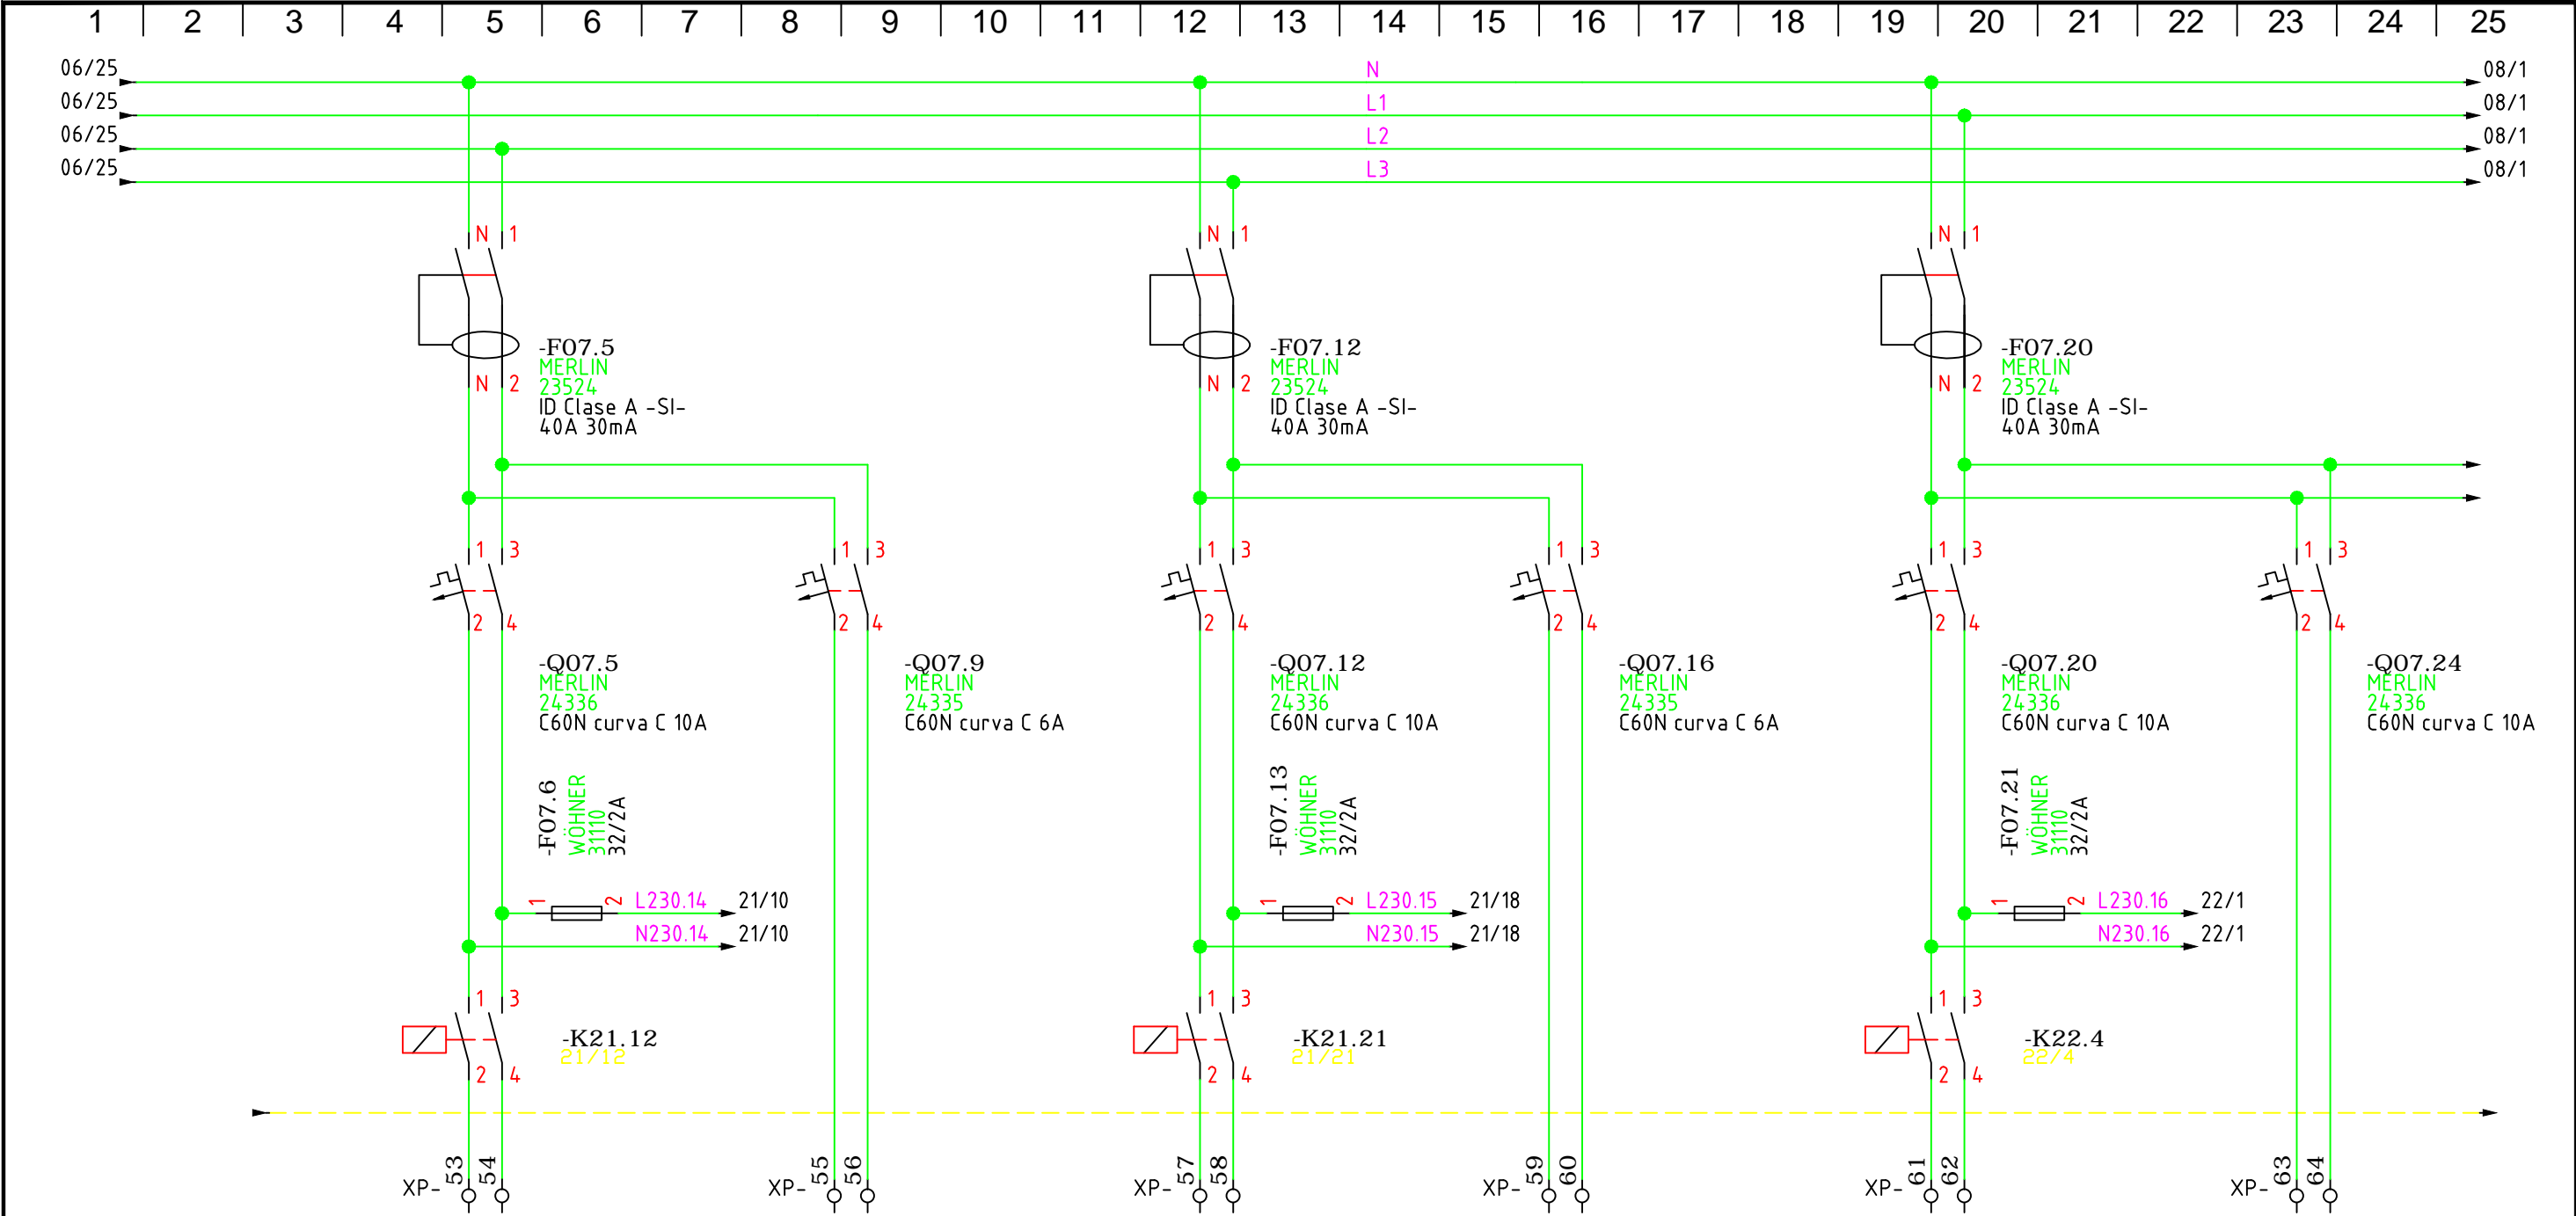 1 2 3 4 5 6 7 8 9 10 11 12 13 14 15 16 17 18 19 20 21 22 23 24 25
06/25 N 08/1
06/25 L1 08/1
06/25 L2 08/1
06/25 L3 08/1
N 1 N 1 N 1
-F07.5
MERLIN
23524
ID Clase A -SI-
40A 30mA
N 2
-F07.12
MERLIN
23524
ID Clase A -SI-
40A 30mA
N 2
-F07.20
MERLIN
23524
ID Clase A -SI-
40A 30mA
N 2
1 3 1 3 1 3 1 3 1 3 1 3
2 4 2 4 2 4 2 4 2 4 2 4
-Q07.5
MERLIN
24336
C60N curva C 10A
-Q07.9
MERLIN
24335
C60N curva C 6A
-Q07.12
MERLIN
24336
C60N curva C 10A
-Q07.16
MERLIN
24335
C60N curva C 6A
-Q07.20
MERLIN
24336
C60N curva C 10A
-Q07.24
MERLIN
24336
C60N curva C 10A
-F07.6
WÖHNER
31110
32/2A
-F07.13
WÖHNER
31110
32/2A
-F07.21
WÖHNER
31110
32/2A
1 2 L230.14 21/10
N230.14 21/10
1 2 L230.15 21/18
N230.15 21/18
1 2 L230.16 22/1
N230.16 22/1
1 3 1 3 1 3
-K21.12
21/12
-K21.21
21/21
-K22.4
22/4
2 4 2 4 2 4
XP- 53 54
XP- 55 56
XP- 57 58
XP- 59 60
XP- 61 62
XP- 63 64